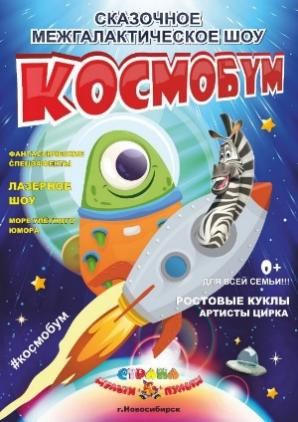 СКАЗОЧНОЕ
МЕЖГАЛАКТИЧЕСКОЕ ШОУ
КОСМОБУМ
ФАНТАСТИЧЕСКИЕ
СПЕЦЭФФЕКТЫ
ЛАЗЕРНОЕ
ШОУ
МОРЕ УЛЕТНОГО
ЮМОРА
0+
ДЛЯ ВСЕЙ СЕМЬИ!!!
РОСТОВЫЕ КУКЛЫ
АРТИСТЫ ЦИРКА
#космобум
СТРАНА
г.Новосибирск